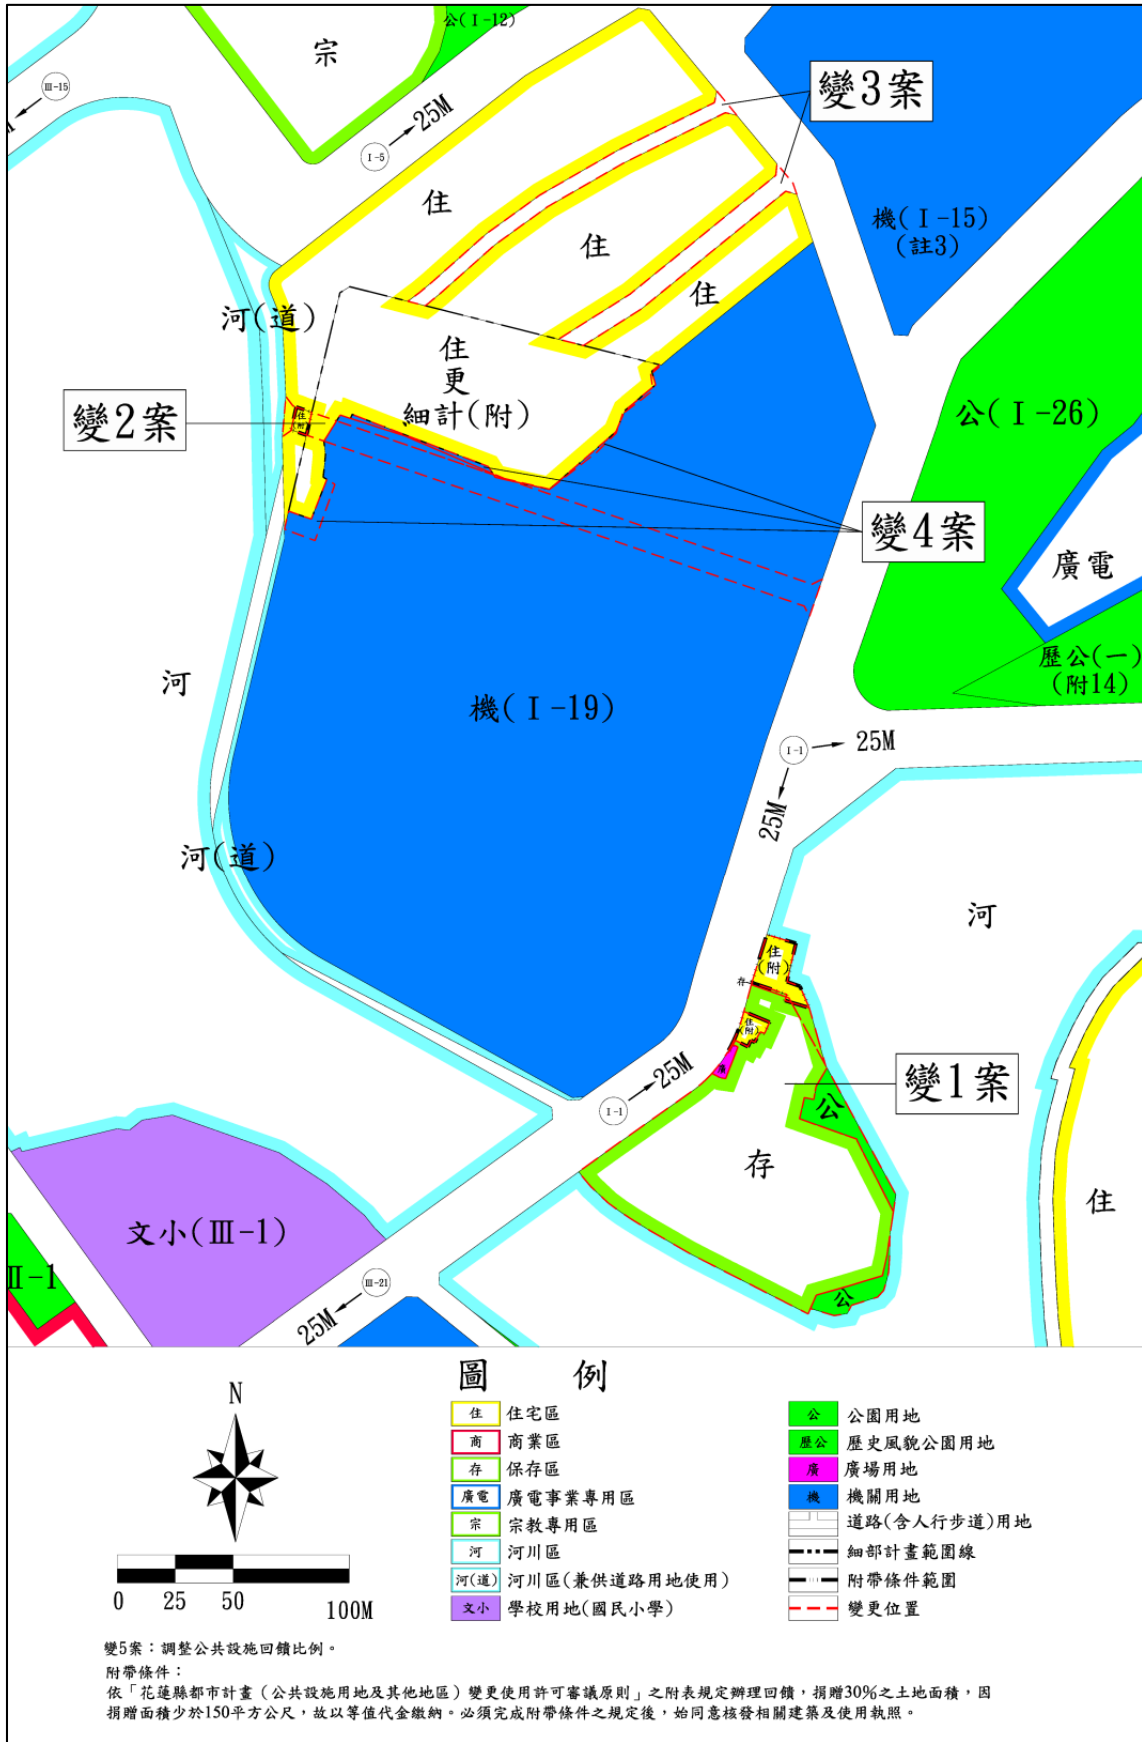 公(Ⅰ-12)
宗
Ⅲ-15
25M
Ⅰ-5
變3案
住
住
住
機(Ⅰ-15)
(註3)
河(道)
住
更
細計(附)
變2案
住
(附)
公(Ⅰ-26)
變4案
廣電
歷公(一)
(附14)
河
機(Ⅰ-19)
Ⅰ-1
25M
25M
河(道)
河
住
(附)
存
住
(附)
廣
25M
Ⅰ-1
變1案
公
存
住
文小(Ⅲ-1)
Ⅱ-1
Ⅲ-21
25M
公
圖例
N
0 25 50 100M
住 住宅區
商 商業區
存 保存區
廣電 廣電事業專用區
宗 宗教專用區
河 河川區
河(道) 河川區(兼供道路用地使用)
文小 學校用地(國民小學)
公 公園用地
歷公 歷史風貌公園用地
廣 廣場用地
機 機關用地
道路(含人行步道)用地
細部計畫範圍線
附帶條件範圍
變更位置
變5案：調整公共設施回饋比例。
附帶條件：
依「花蓮縣都市計畫（公共設施用地及其他地區）變更使用許可審議原則」之附表規定辦理回饋，捐贈30%之土地面積，因
捐贈面積少於150平方公尺，故以等值代金繳納。必須完成附帶條件之規定後，始同意核發相關建築及使用執照。